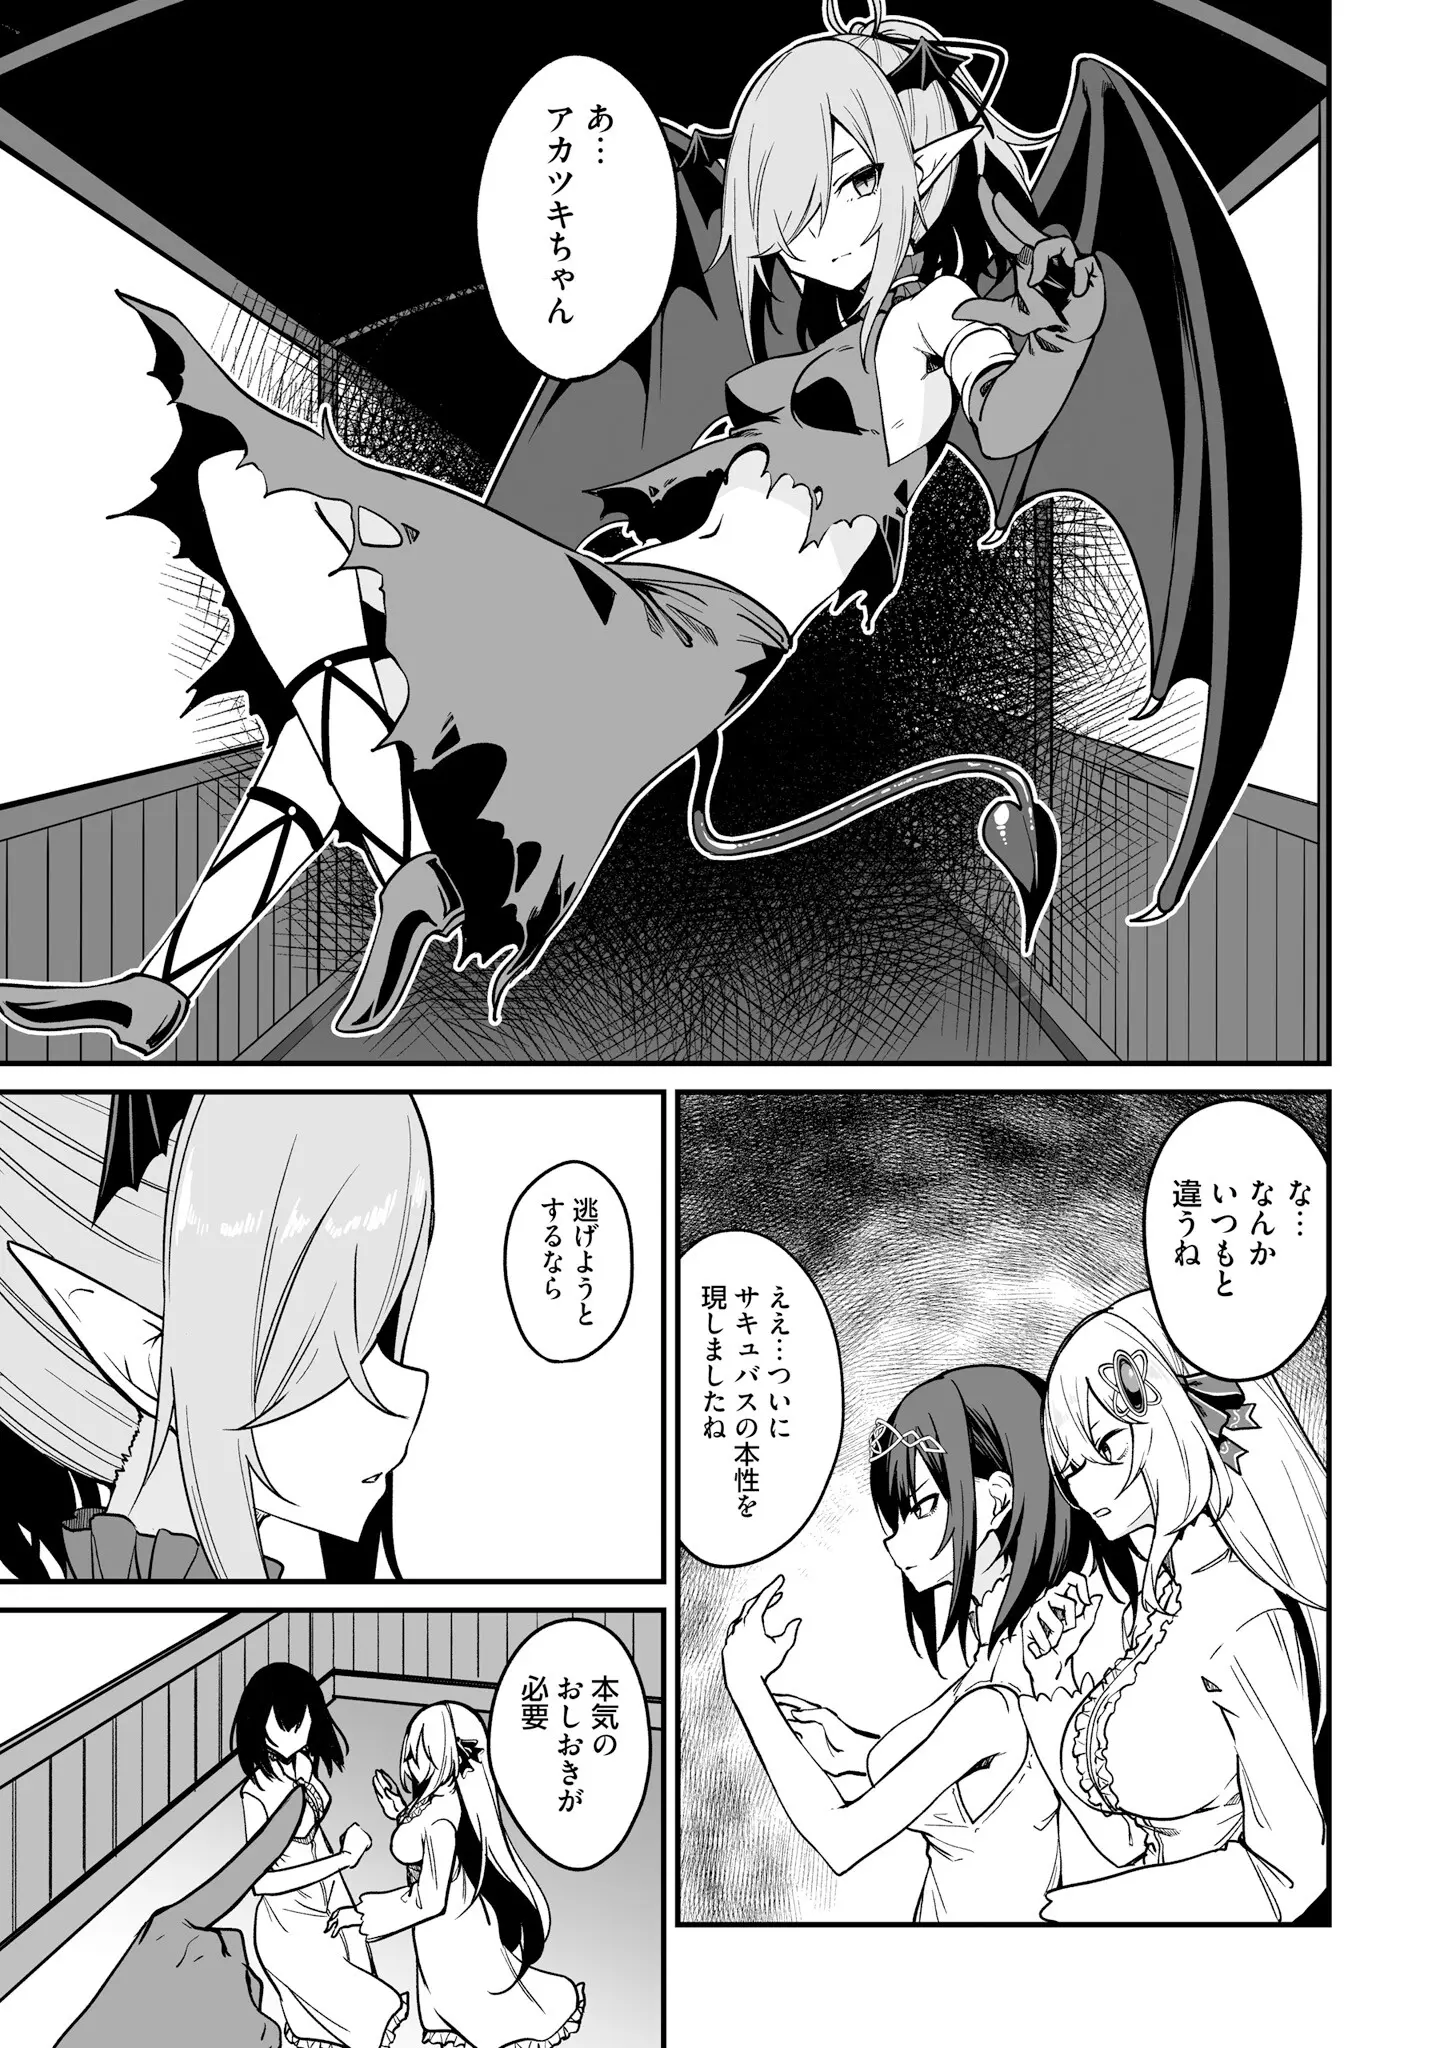 あ…
アカツキちゃん
な…
なんか
いつもと
違うね
ええ…ついに
サキュバスの本性を
現しましたね
逃げようと
するなら
本気の
おしおきが
必要